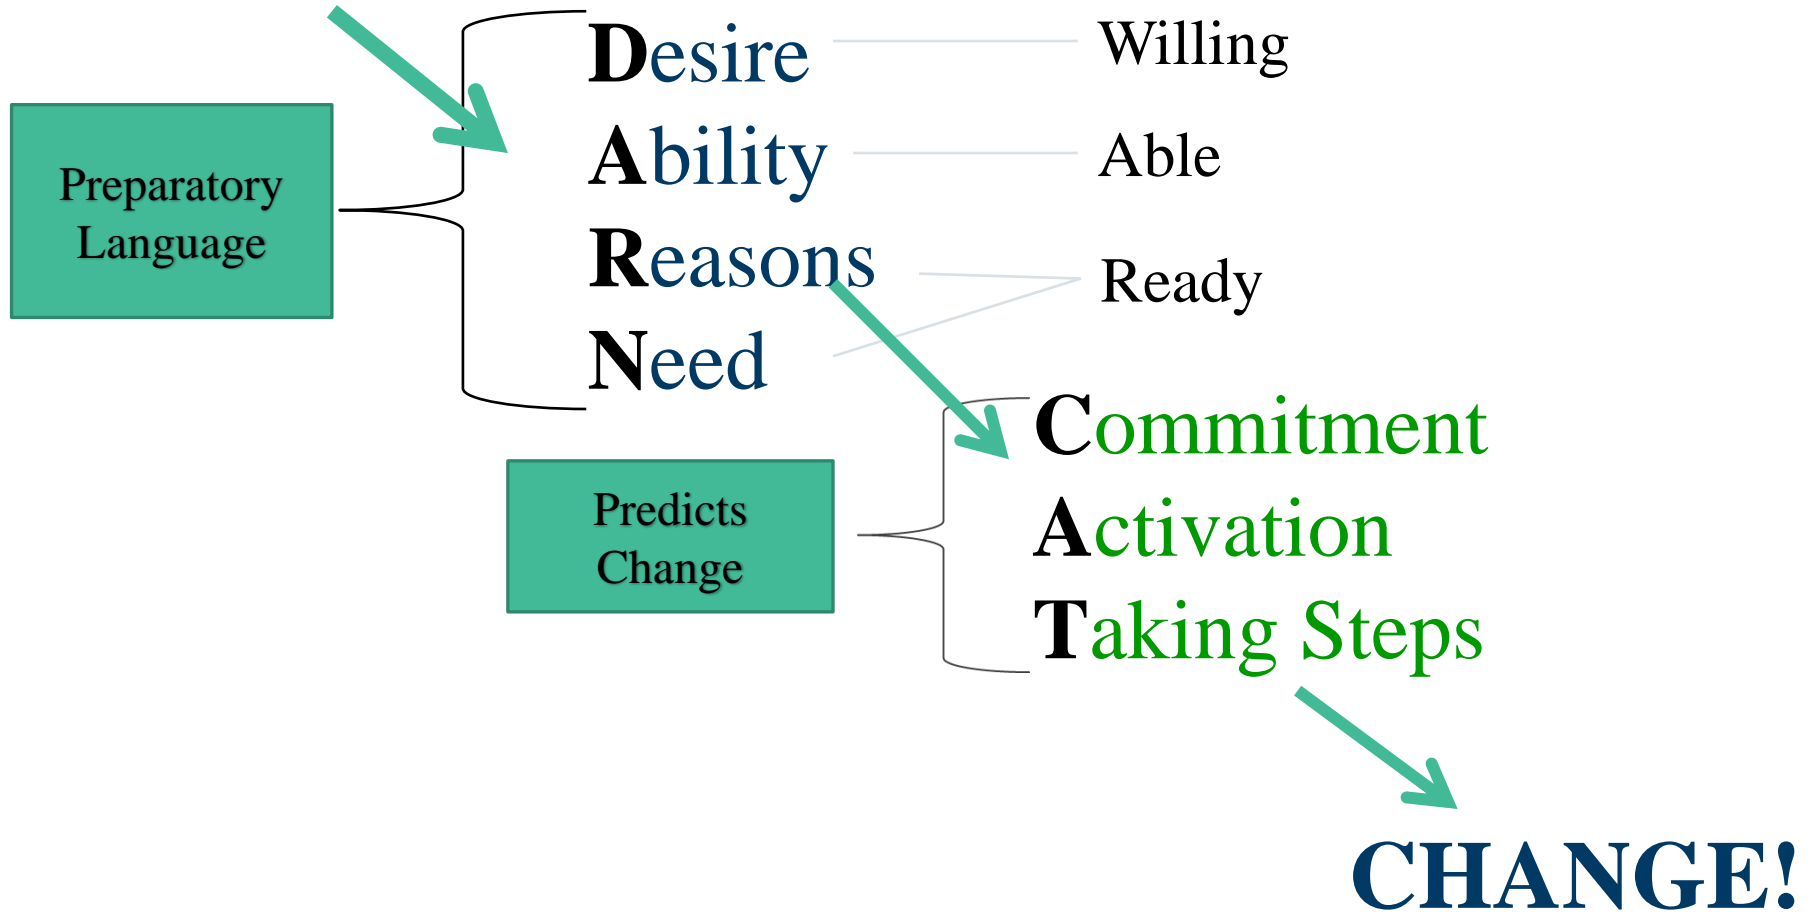 Preparatory
Language
Desire
Ability
Reasons
Need
Willing
Able
Ready
Predicts
Change
Commitment
Activation
Taking Steps
CHANGE!